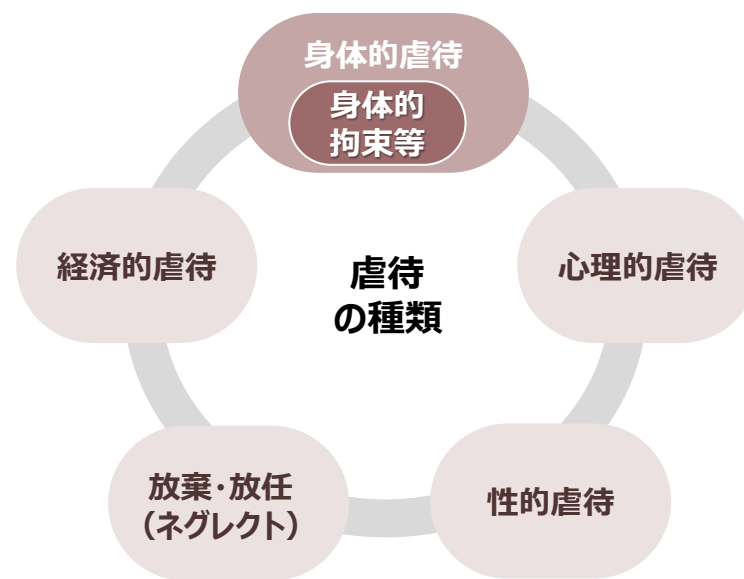 身体的虐待
身体的
拘束等
経済的虐待
虐待
の種類
心理的虐待
放棄・放任
（ネグレクト）
性的虐待